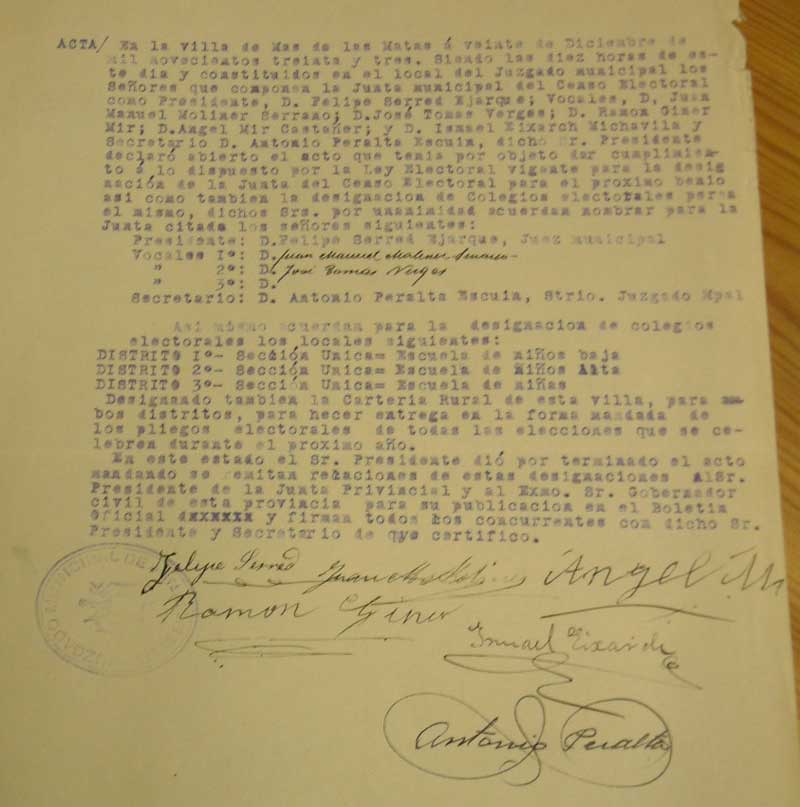 ACTA/ En la villa de Mas de las Matas á veinte de Diciembre de
mil novecientos treinta y tres. Siendo las diez horas de es-
te dia y constituidos en el local del Juzgado municipal los
Señores que componen la Junta municipal del Censo Electoral
como Presidente, D. Felipe Serred Ejarque; Vocales, D, Juan
Manuel Moliner Serrano; D.José Tomas Verges; D. Ramon Giner
Mir; D.Angel Mir Castañer; y D. Ismael Eixarch Michavila y
Secretario D. Antonio Peralta Escuin, dicho Sr. Presidente
declaró abierto el acto que tenia por objeto dar cumplimien-
to á lo dispuesto por la Ley Electoral vigente para la desig
nación de la Junta del Censo Electoral para el proximo benio
asi como tambien la designacion de Colegios electorales para
el mismo, dichos Srs. por unanimidad acuerdan nombrar para la
Junta citada los señores siguientes:
Presidente: D.Felipe Serred Ejarque, Juez municipal
Vocales 1º: D. Juan Manuel Moliner Serrano
" 2º: D. José Tomas Verges
" 3º: D.
Secretario: D. Antonio Peralta Escuin, Strio. Juzgado Mpal
Asi mismo acuerdan para la designacion de colegios
electorales los locales siguientes:
DISTRITO 1º- Sección Unica= Escuela de niños baja
DISTRITO 2º- Sección Unica= Escuela de Niños Alta
DISTRITO 3º- Sección Unica= Escuela de niñas
Designando tambien la Carteria Rural de esta villa, para am-
bos distritos, para hecer entrega en la forma mandada de
los pliegos electorales de todas las elecciones que se ce-
lebren durante el proximo año.
En este estado el Sr. Presidente dió por terminado el acto
mandando se remitan relaciones de estas designaciones alSr.
Presidente de la Junta Privincial y al Exmo. Sr. Gobernador
civil de esta provincia para su publicacion en el Boletin
Oficial dxxxxxx y firman todos los concurrentes con dicho Sr.
Presidente y Secretario de que certifico.
Felipe Serred Juan M Moliner Ángel M
Ramon Giner
Ismael Eixarch
Antonio Peralta
JUZGADO MUNICIPAL DE